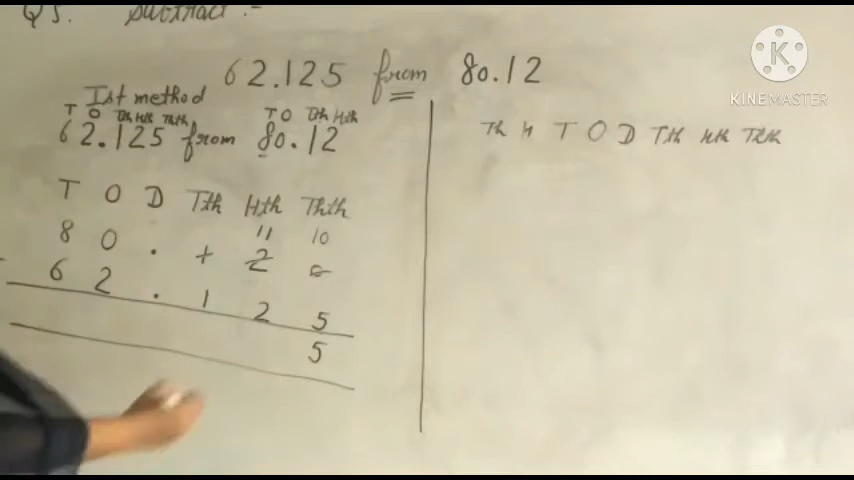 Q5. Subtract :-
62.125 from 80.12
Ist method
T O Tth Hth Thth T O Tth Hth
62.125 from 80.12
T O D Tth Hth Thth
11 10
8 0 . 1 2 0
- 6 2 . 1 2 5
5
Th H T O D Tth Hth Thth
K
KINEMASTER